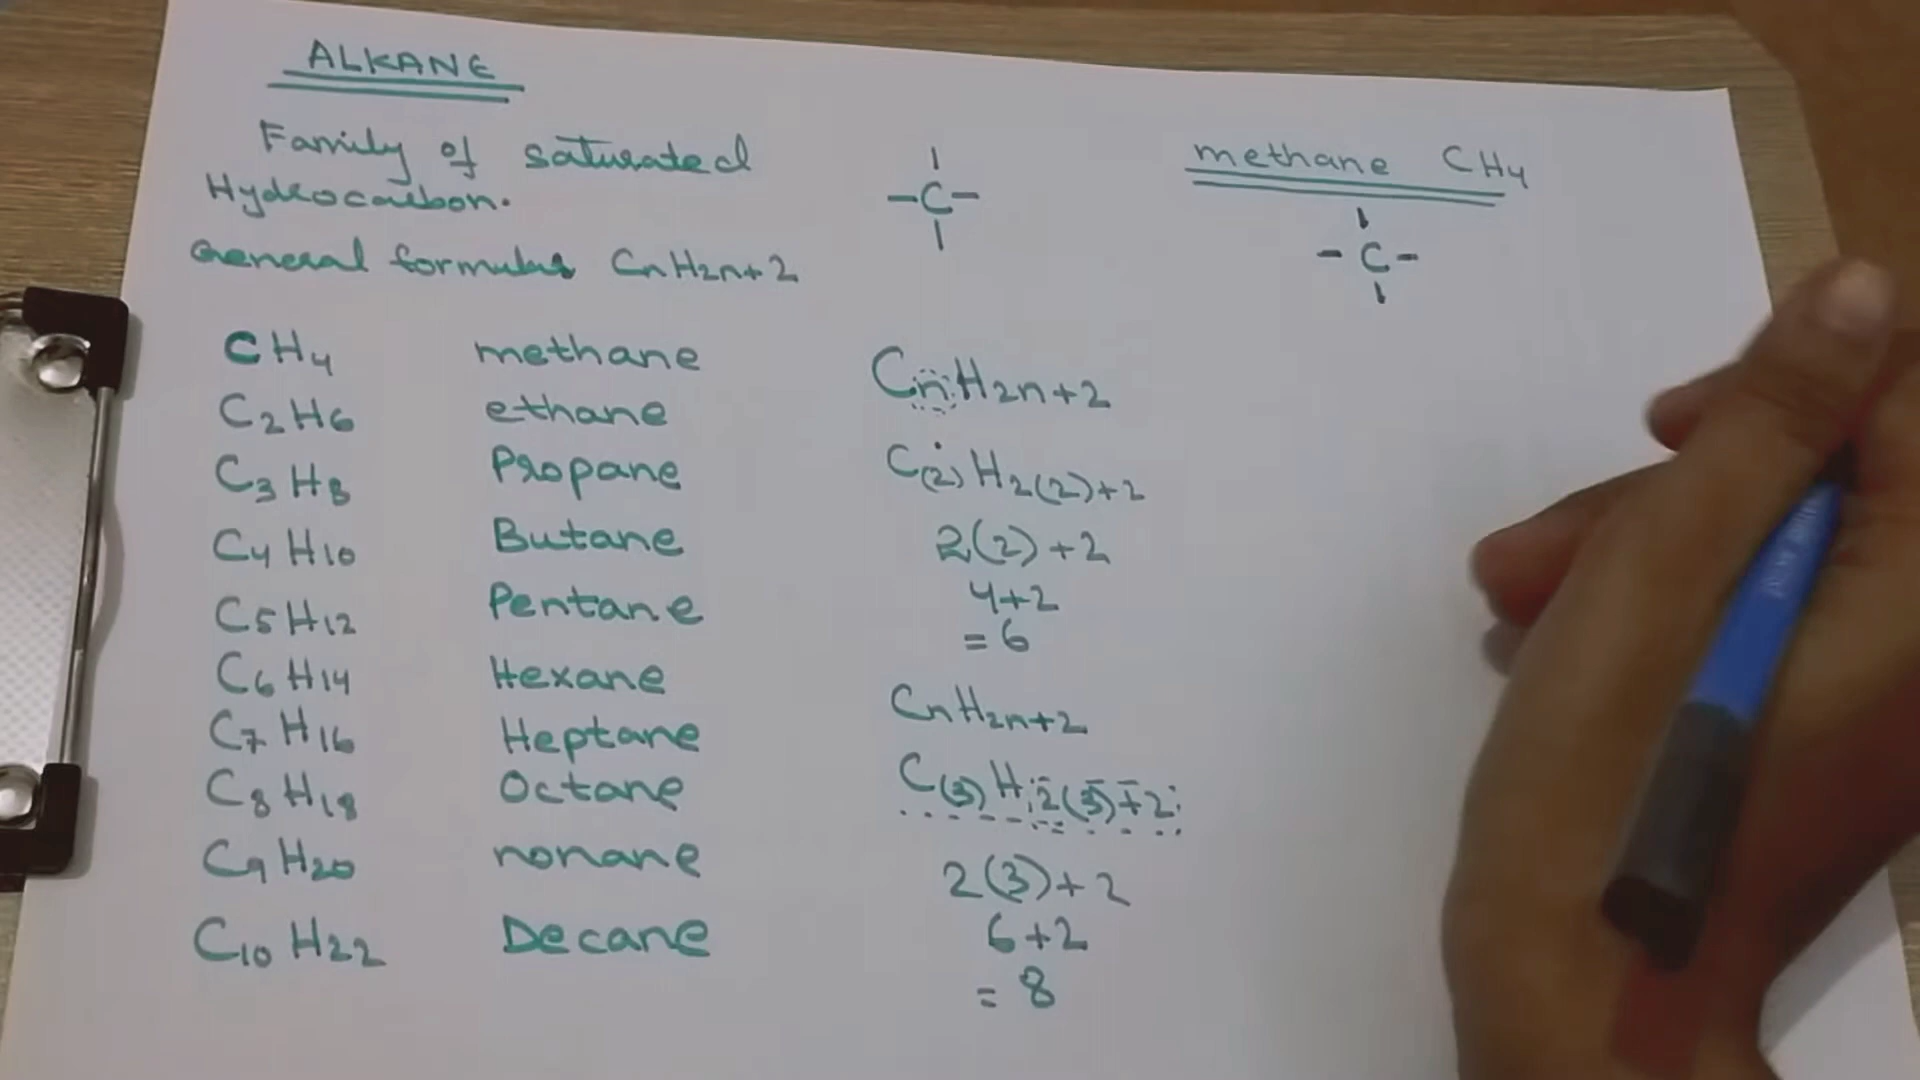 ALKANE
Family of saturated
Hydrocarbon.
General formulas CnH2n+2
CH4 methane
C2H6 ethane
C3H8 Propane
C4H10 Butane
C5H12 Pentane
C6H14 Hexane
C7H16 Heptane
C8H18 Octane
C9H20 nonane
C10H22 Decane
-C-
CnH2n+2
C(2)H2(2)+2
2(2)+2
4+2
=6
CnH2n+2
C(3)H2(3)+2
2(3)+2
6+2
=8
methane CH4
-C-